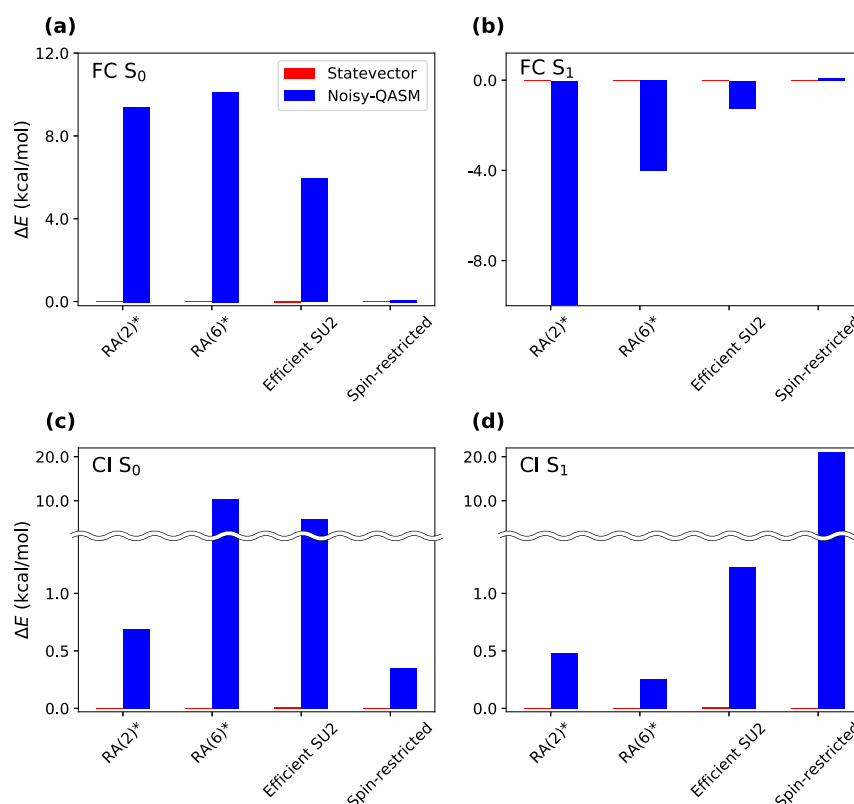 (a)
FC S₀
Statevector
Noisy-QASM
12.0
9.0
6.0
3.0
0.0
ΔE (kcal/mol)
RA(2)*
RA(6)*
Efficient SU2
Spin-restricted
(b)
FC S₁
0.0
-4.0
-8.0
RA(2)*
RA(6)*
Efficient SU2
Spin-restricted
(c)
CI S₀
20.0
10.0
1.0
0.5
0.0
ΔE (kcal/mol)
RA(2)*
RA(6)*
Efficient SU2
Spin-restricted
(d)
CI S₁
20.0
10.0
1.0
0.5
0.0
RA(2)*
RA(6)*
Efficient SU2
Spin-restricted